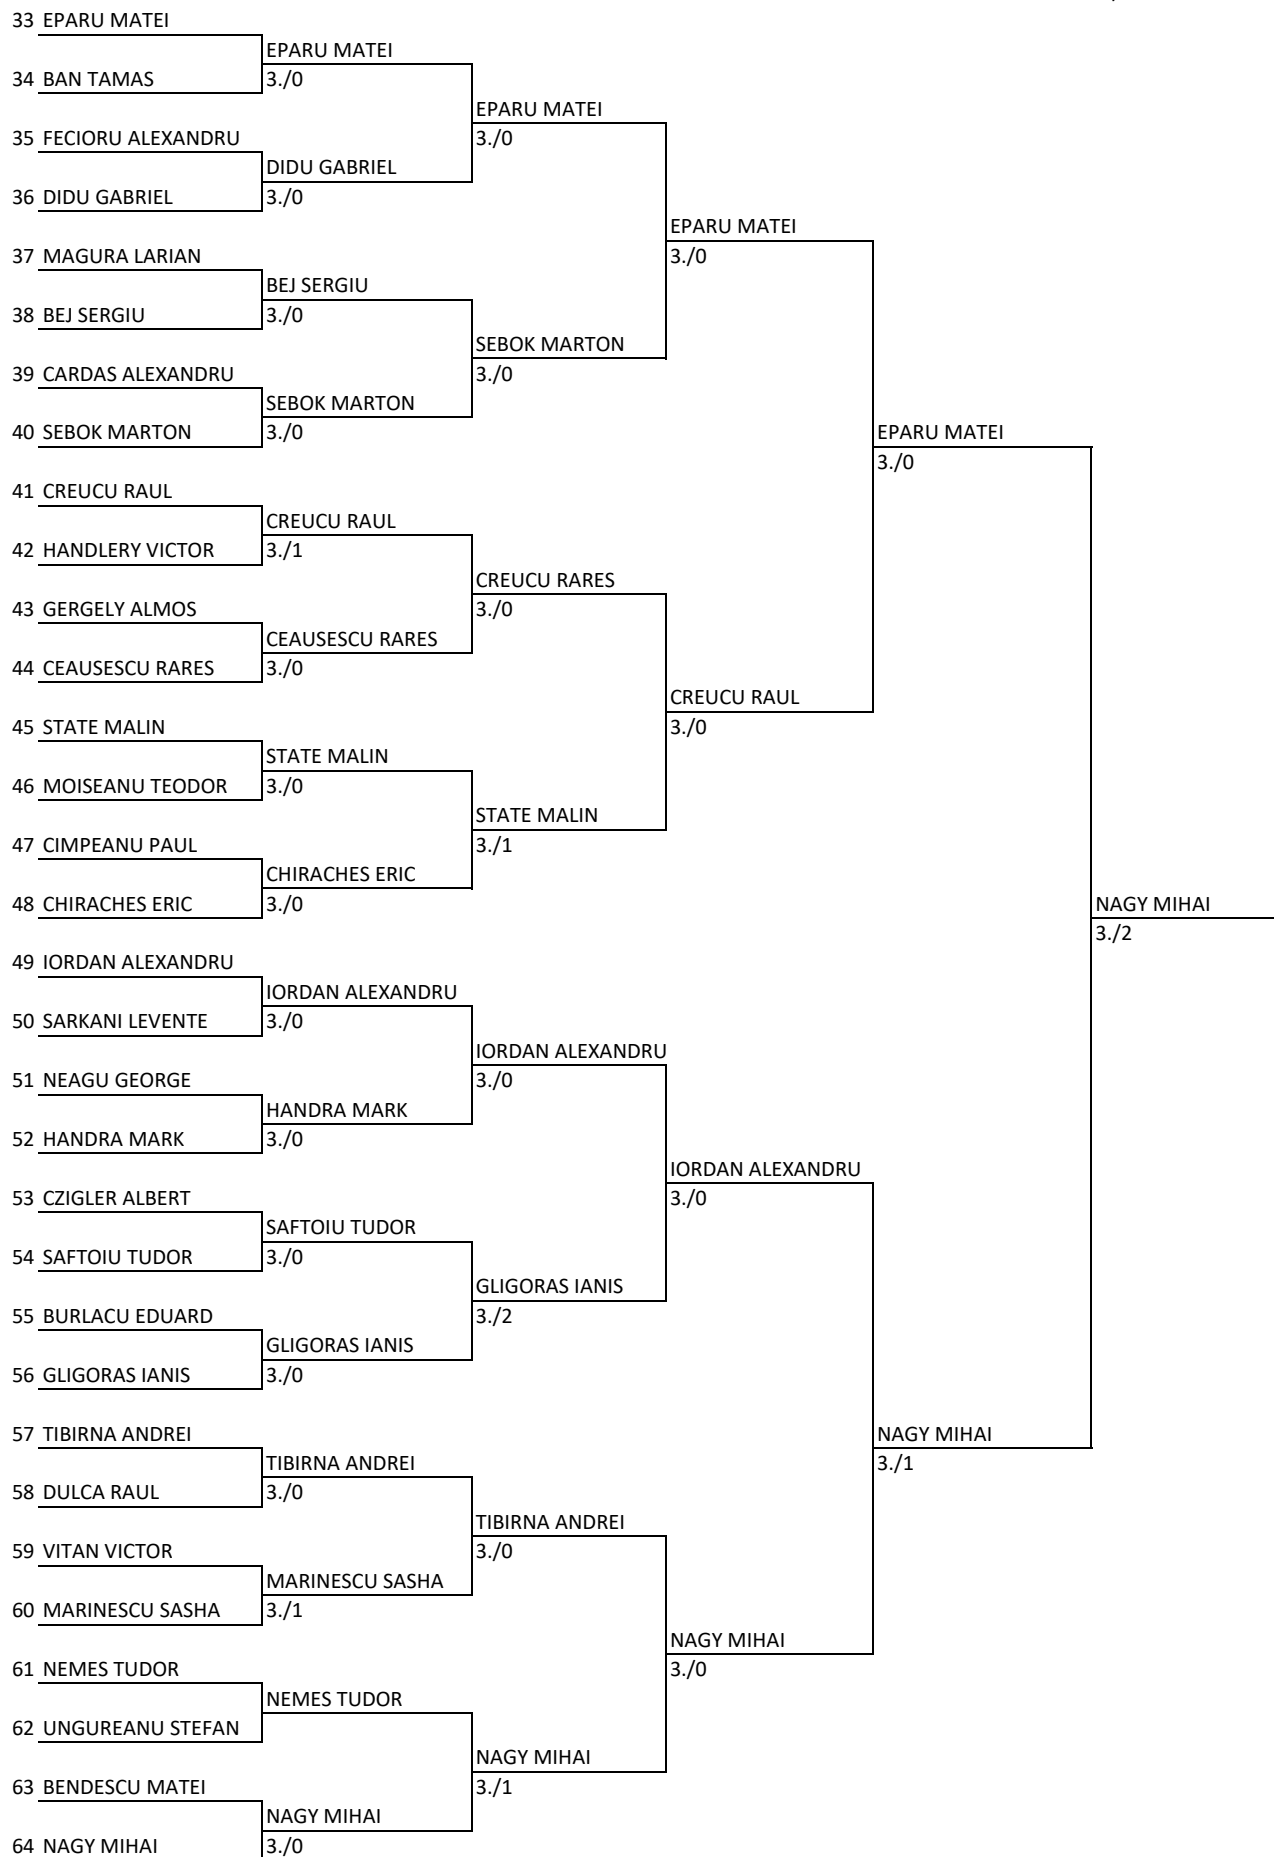 33 EPARU MATEI
EPARU MATEI
34 BAN TAMAS
3./0
EPARU MATEI
35 FECIORU ALEXANDRU
3./0
DIDU GABRIEL
36 DIDU GABRIEL
3./0
EPARU MATEI
37 MAGURA LARIAN
3./0
BEJ SERGIU
38 BEJ SERGIU
3./0
SEBOK MARTON
39 CARDAS ALEXANDRU
3./0
SEBOK MARTON
40 SEBOK MARTON
3./0
EPARU MATEI
3./0
41 CREUCU RAUL
CREUCU RAUL
42 HANDLERY VICTOR
3./1
CREUCU RARES
43 GERGELY ALMOS
3./0
CEAUSESCU RARES
44 CEAUSESCU RARES
3./0
CREUCU RAUL
45 STATE MALIN
3./0
STATE MALIN
46 MOISEANU TEODOR
3./0
STATE MALIN
47 CIMPEANU PAUL
3./1
CHIRACHES ERIC
48 CHIRACHES ERIC
3./0
NAGY MIHAI
3./2
49 IORDAN ALEXANDRU
IORDAN ALEXANDRU
50 SARKANI LEVENTE
3./0
IORDAN ALEXANDRU
51 NEAGU GEORGE
3./0
HANDRA MARK
52 HANDRA MARK
3./0
IORDAN ALEXANDRU
53 CZIGLER ALBERT
3./0
SAFTOIU TUDOR
54 SAFTOIU TUDOR
3./0
GLIGORAS IANIS
55 BURLACU EDUARD
3./2
GLIGORAS IANIS
56 GLIGORAS IANIS
3./0
57 TIBIRNA ANDREI
NAGY MIHAI
TIBIRNA ANDREI
3./1
58 DULCA RAUL
3./0
TIBIRNA ANDREI
59 VITAN VICTOR
3./0
MARINESCU SASHA
60 MARINESCU SASHA
3./1
NAGY MIHAI
61 NEMES TUDOR
3./0
NEMES TUDOR
62 UNGUREANU STEFAN
NAGY MIHAI
63 BENDESCU MATEI
3./1
NAGY MIHAI
64 NAGY MIHAI
3./0